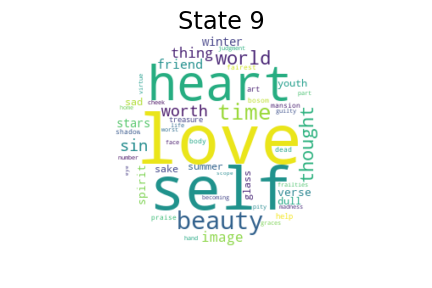 State 9
winter
judgment
thing world
friend fairest
virtue heart youth
sad cheek art bosom part
home worth time mansion guilty
stars treasure
shadow life love thought
sin worst face body dead
number sake summer
eye spirit self glass verse
scope frailties
becoming dull
beauty pity madness
praise help
hand image graces